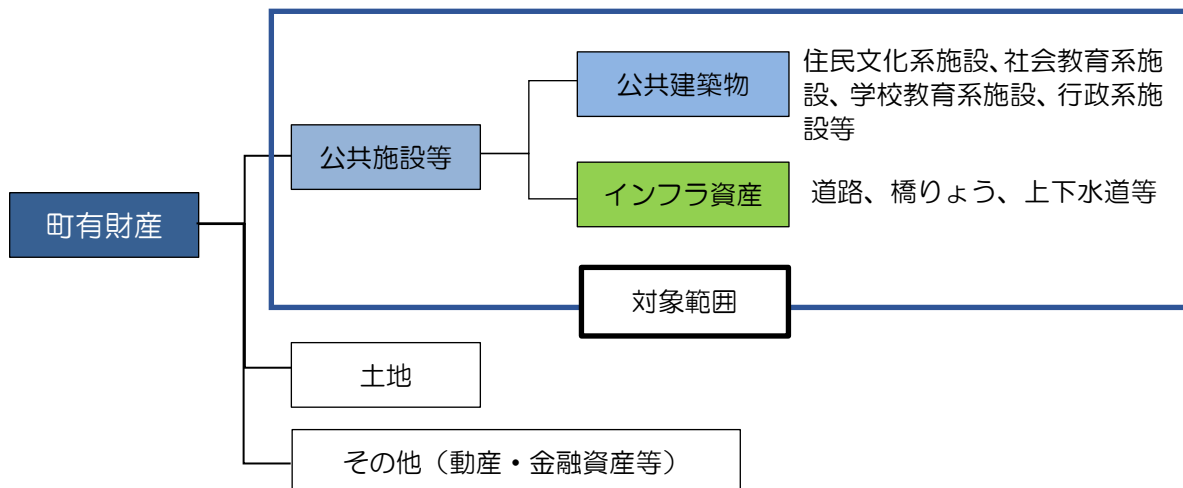 公共建築物
住民文化系施設、社会教育系施
設、学校教育系施設、行政系施
設等
公共施設等
インフラ資産
道路、橋りょう、上下水道等
町有財産
対象範囲
土地
その他（動産・金融資産等）